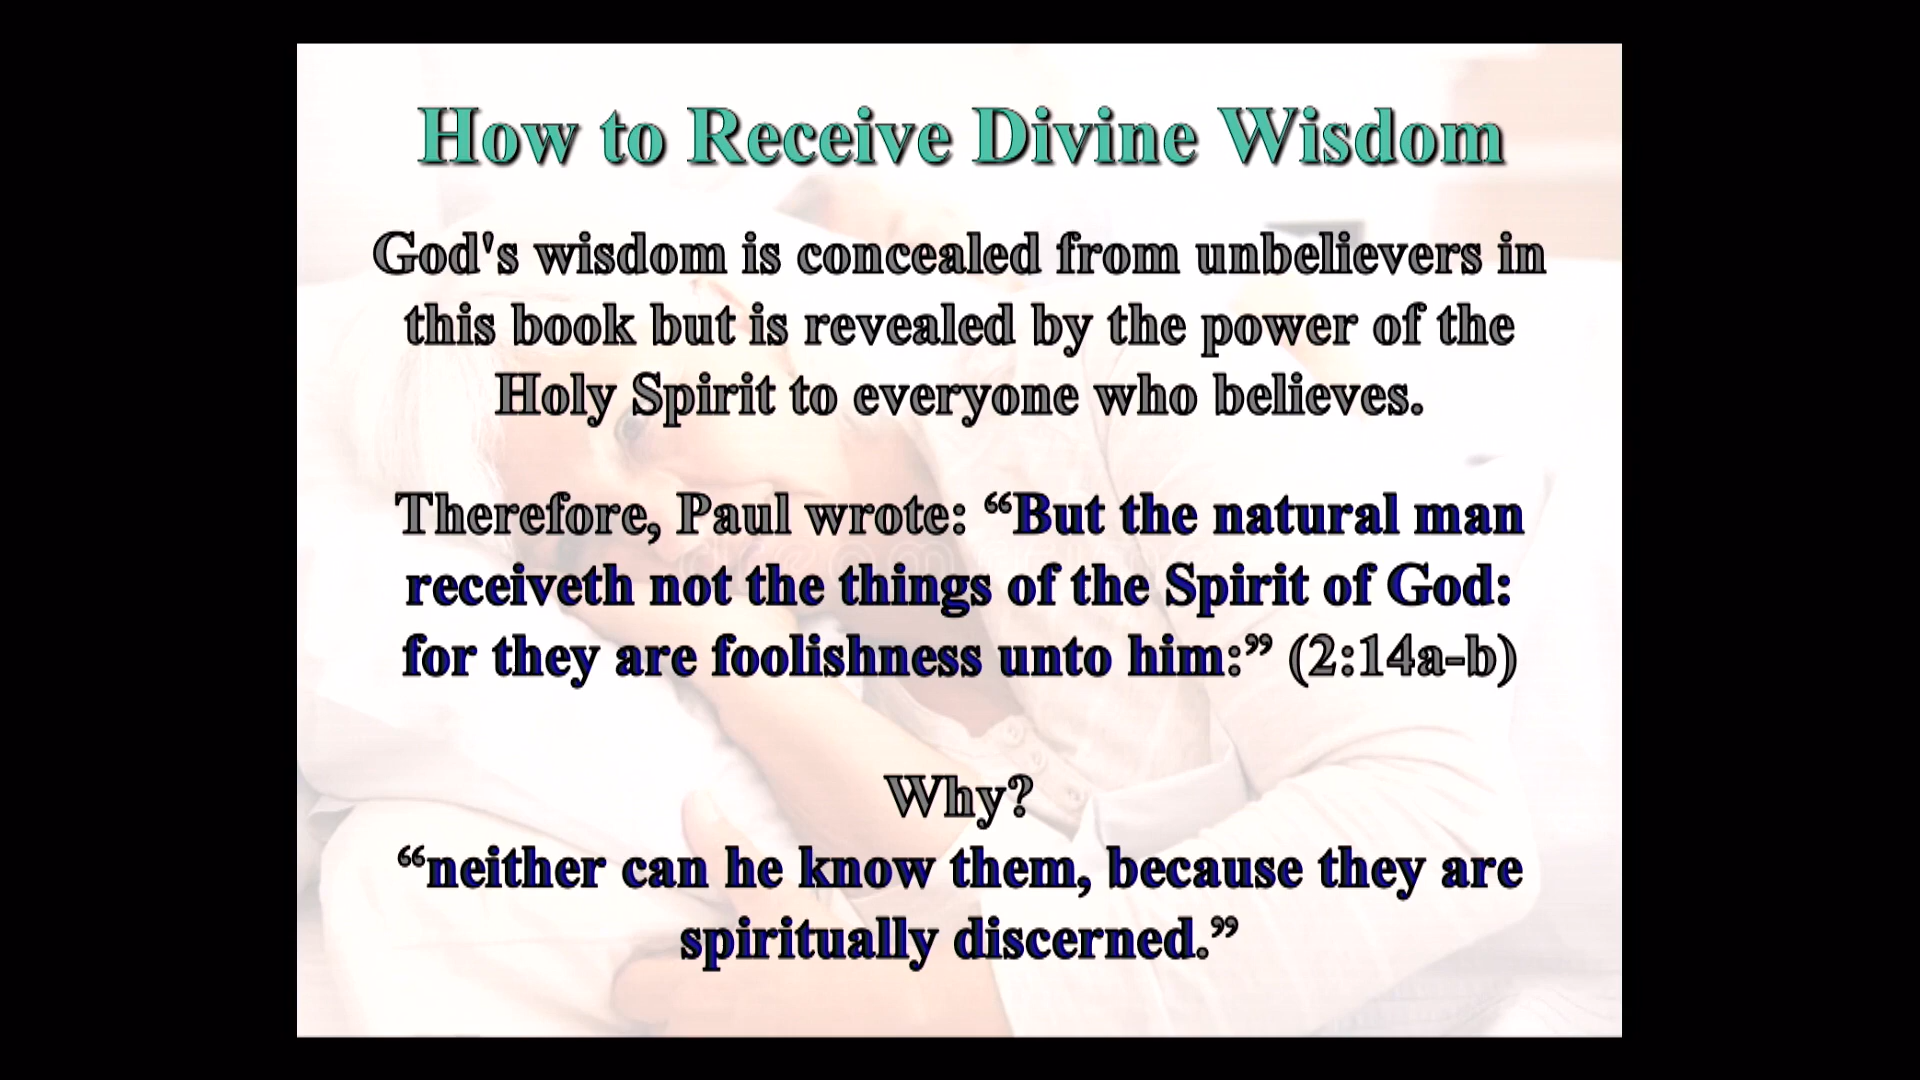 How to Receive Divine Wisdom
God's wisdom is concealed from unbelievers in
this book but is revealed by the power of the
Holy Spirit to everyone who believes.
Therefore, Paul wrote: “But the natural man
receiveth not the things of the Spirit of God:
for they are foolishness unto him:” (2:14a-b)
Why?
“neither can he know them, because they are
spiritually discerned.”